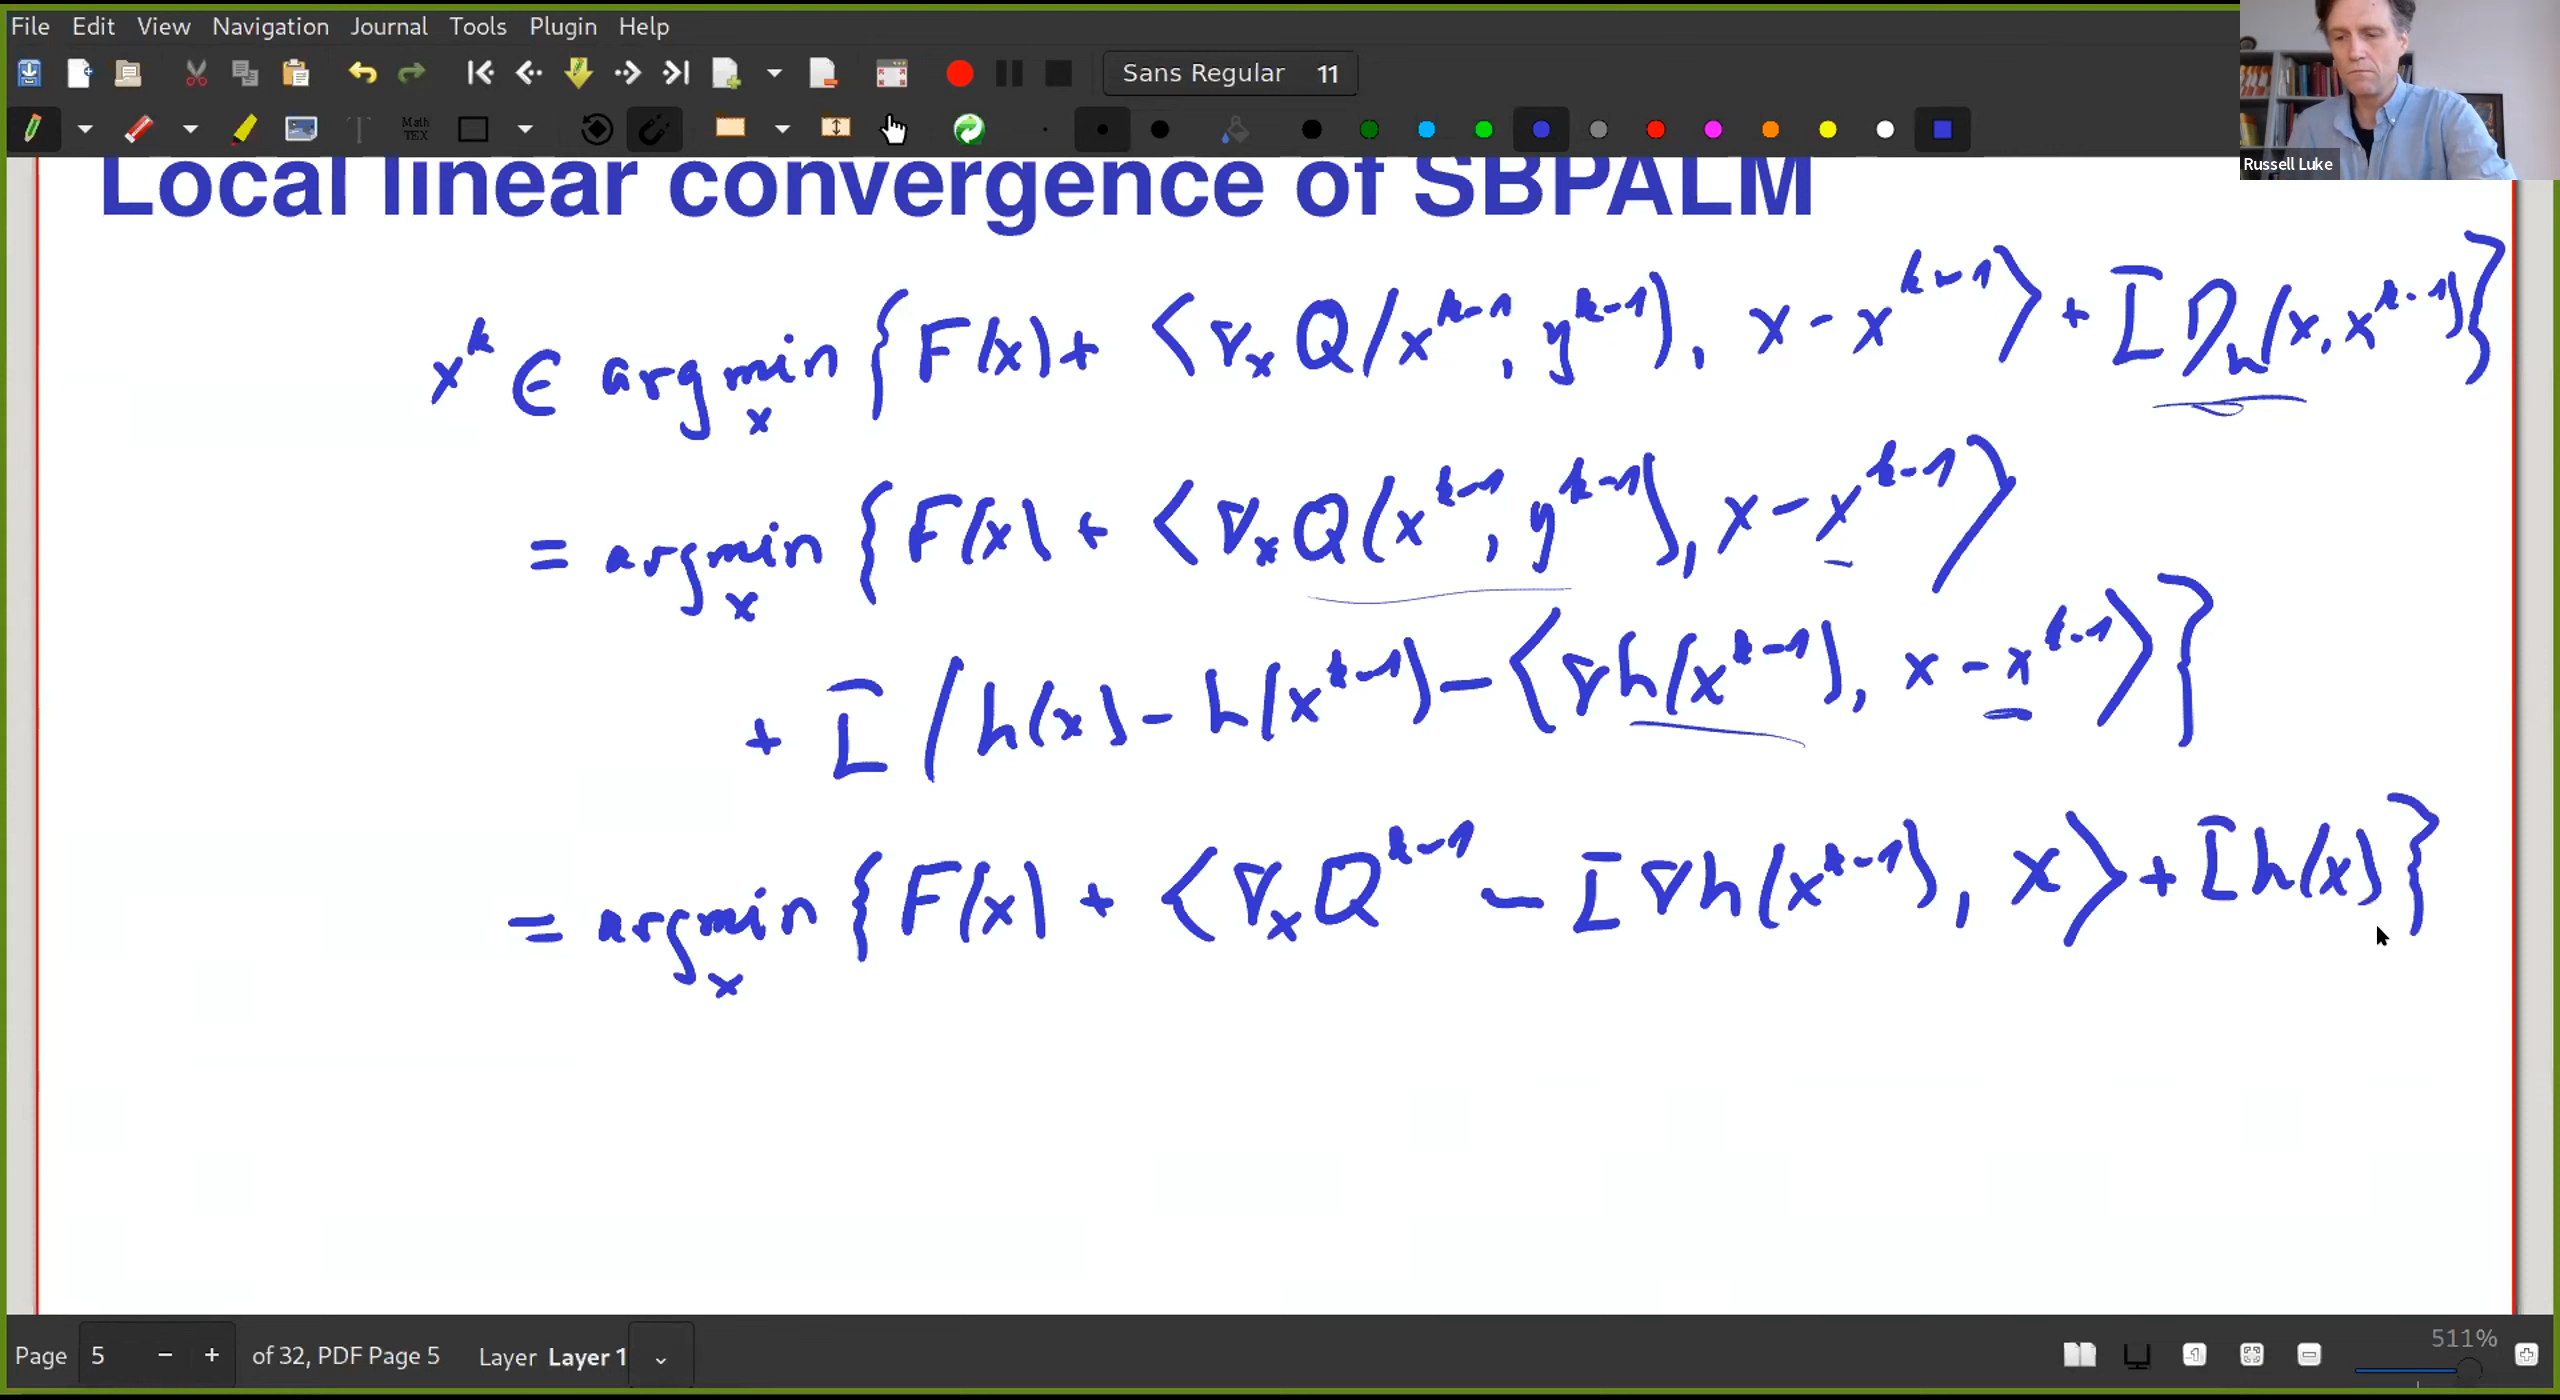 File Edit View Navigation Journal Tools Plugin Help
Sans Regular 11
Math TEX
Russell Luke
Local linear convergence of SBPALM
x^k ∈ argmin_x { F(x) + ⟨∇_x Q(x^{k-1}, y^{k-1}), x - x^{k-1}⟩ + L̄ D_h(x, x^{k-1}) }
= argmin_x { F(x) + ⟨∇_x Q(x^{k-1}, y^{k-1}), x - x^{k-1}⟩
+ L̄ ( h(x) - h(x^{k-1}) - ⟨∇h(x^{k-1}), x - x^{k-1}⟩ }
= argmin_x { F(x) + ⟨∇_x Q^{k-1} - L̄ ∇h(x^{k-1}), x⟩ + L̄ h(x) }
Page 5 - + of 32, PDF Page 5 Layer Layer 1 511%